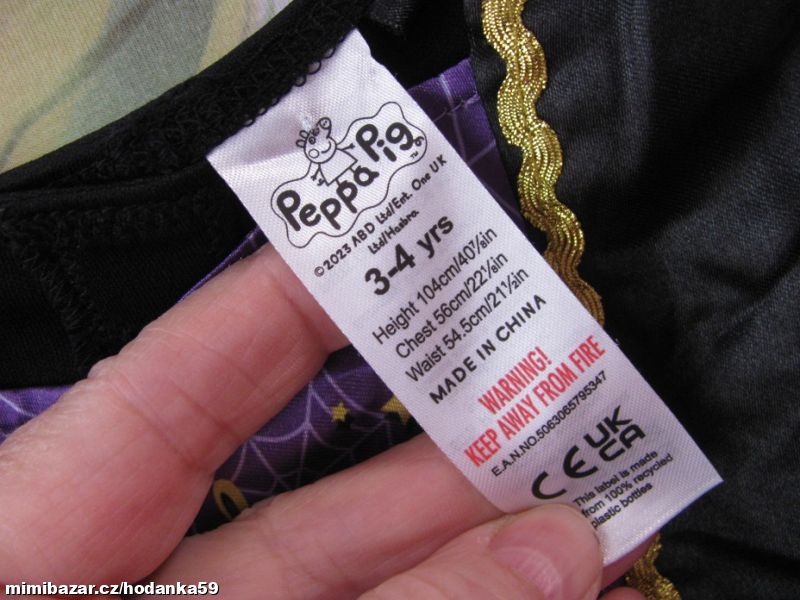 Peppa Pig™
©2023 ABD Ltd/Ent. One UK
Ltd/Hasbro.
3-4 yrs
Height 104cm/40⅞in
Chest 56cm/22⅛in
Waist 54.5cm/21½in
MADE IN CHINA
WARNING!
KEEP AWAY FROM FIRE
E.A.N.NO.5063065795347
CE UK
CA
This label is made
from 100% recycled
plastic bottles
mimibazar.cz/hodanka59